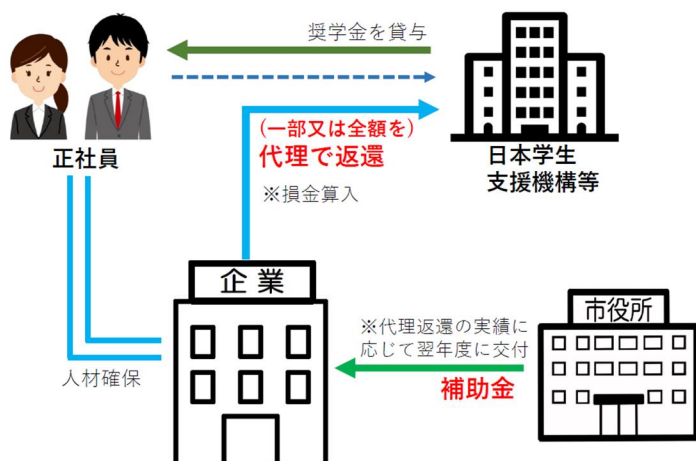 奨学金を貸与
(一部又は全額を)
代理で返還
※損金算入
正社員
日本学生
支援機構等
企業
人材確保
※代理返還の実績に
応じて翌年度に交付
補助金
市役所